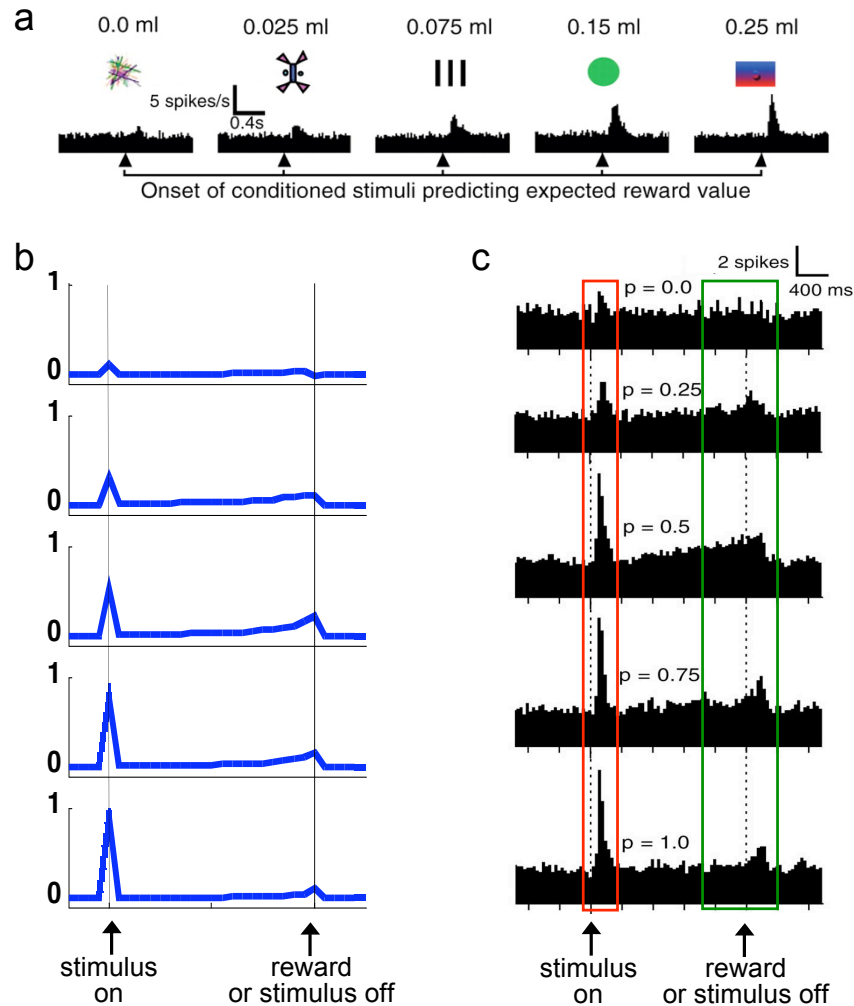 a
0.0 ml 0.025 ml 0.075 ml 0.15 ml 0.25 ml
5 spikes/s
0.4s
Onset of conditioned stimuli predicting expected reward value
b
1
0
1
0
1
0
1
0
1
0
stimulus
on
reward
or stimulus off
c
2 spikes
400 ms
p = 0.0
p = 0.25
p = 0.5
p = 0.75
p = 1.0
stimulus
on
reward
or stimulus off